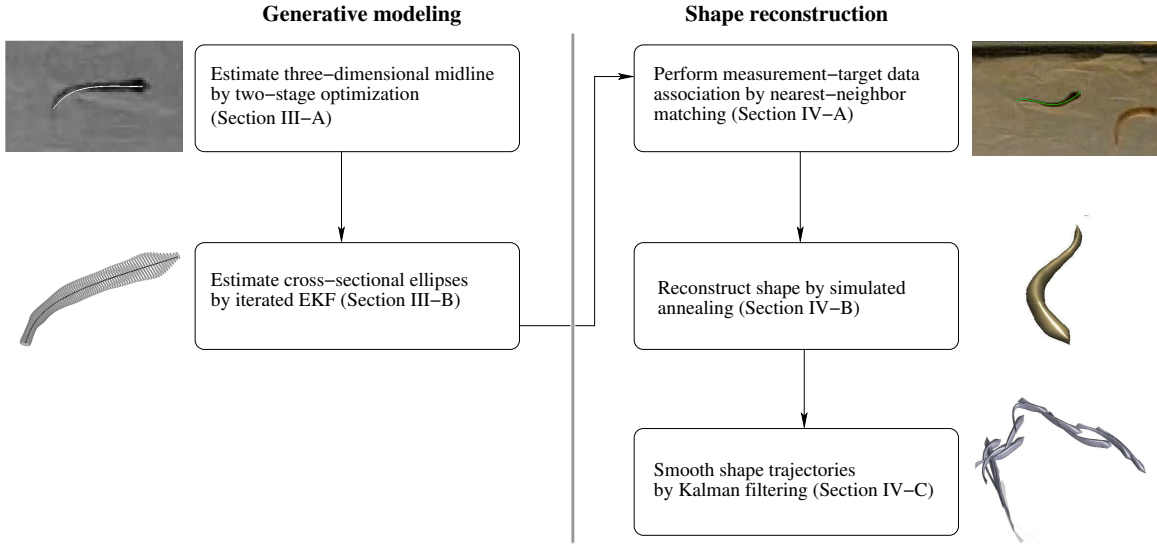 Generative modeling
Estimate three−dimensional midline
by two−stage optimization
(Section III−A)
Estimate cross−sectional ellipses
by iterated EKF (Section III−B)
Shape reconstruction
Perform measurement−target data
association by nearest−neighbor
matching (Section IV−A)
Reconstruct shape by simulated
annealing (Section IV−B)
Smooth shape trajectories
by Kalman filtering (Section IV−C)